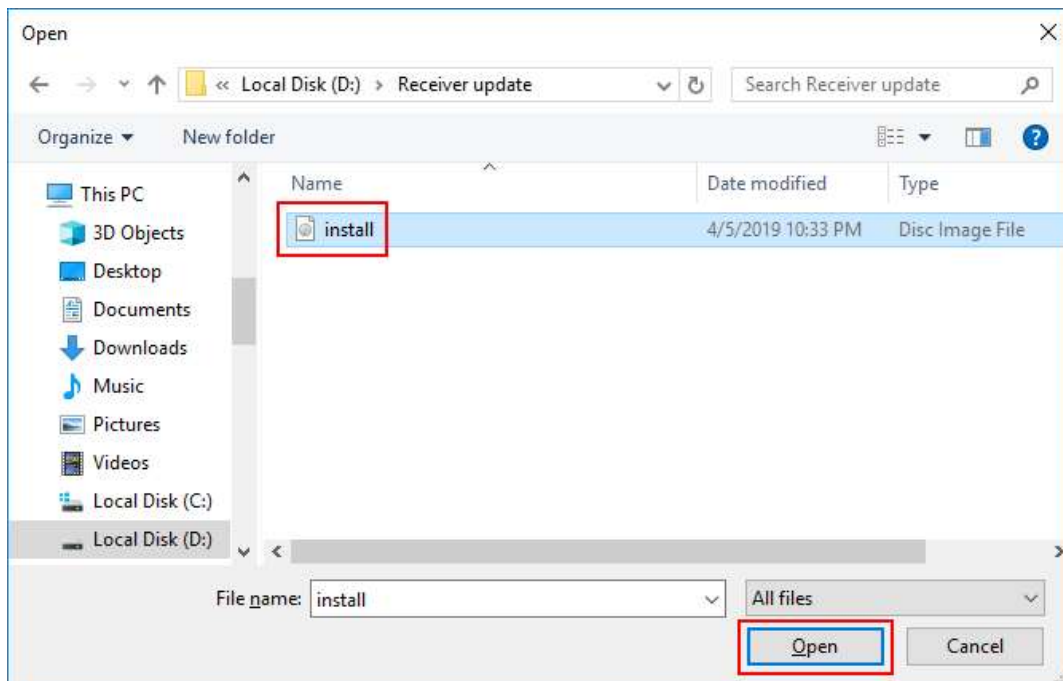 Open
« Local Disk (D:) > Receiver update
Search Receiver update
Organize
New folder
Name
Date modified
Type
install
4/5/2019 10:33 PM
Disc Image File
This PC
3D Objects
Desktop
Documents
Downloads
Music
Pictures
Videos
Local Disk (C:)
Local Disk (D:)
File name:
install
All files
Open
Cancel